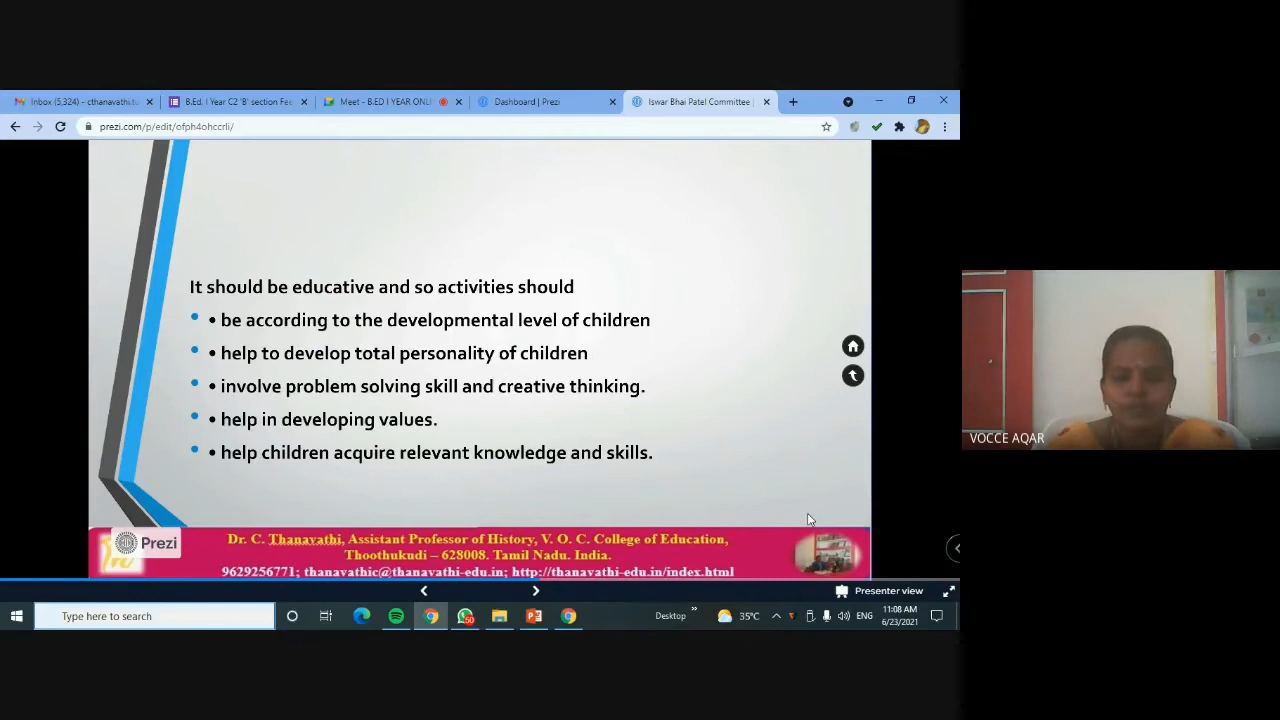 Inbox (5,324) - cthanavathi.tu
B.Ed. I Year C2 'B' section Fee
Meet - B.ED I YEAR ONLI
Dashboard | Prezi
Iswar Bhai Patel Committee |
prezi.com/p/edit/ofph4ohccrli/
It should be educative and so activities should
• • be according to the developmental level of children
• • help to develop total personality of children
• • involve problem solving skill and creative thinking.
• • help in developing values.
• • help children acquire relevant knowledge and skills.
VOCCE AQAR
Prezi
Dr. C. Thanavathi, Assistant Professor of History, V. O. C. College of Education,
Thoothukudi – 628008. Tamil Nadu. India.
9629256771; thanavathic@thanavathi-edu.in; http://thanavathi-edu.in/index.html
Presenter view
Type here to search
50
Desktop
35°C
ENG
11:08 AM
6/23/2021